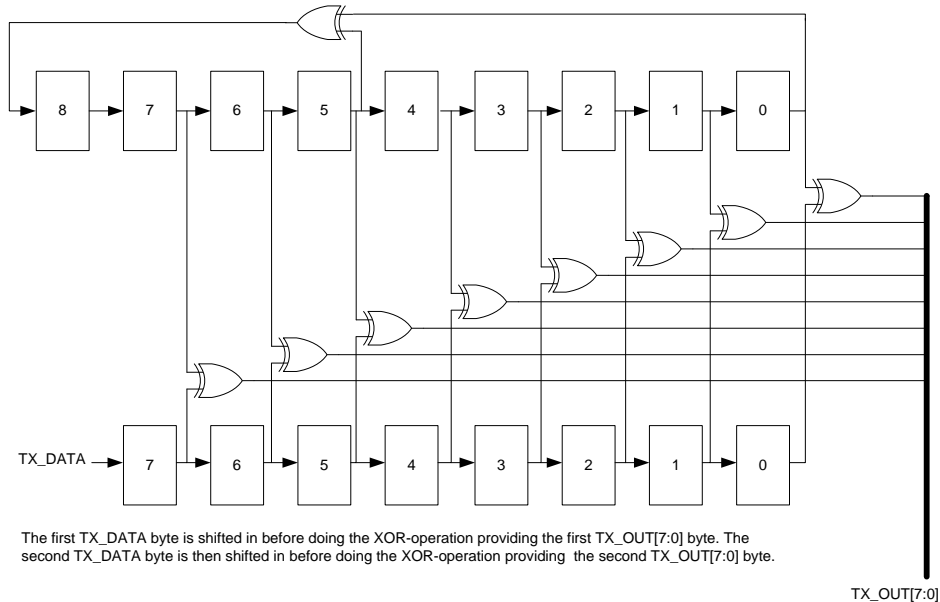 8 7 6 5 4 3 2 1 0
TX_DATA 7 6 5 4 3 2 1 0
The first TX_DATA byte is shifted in before doing the XOR-operation providing the first TX_OUT[7:0] byte. The
second TX_DATA byte is then shifted in before doing the XOR-operation providing the second TX_OUT[7:0] byte.
TX_OUT[7:0]